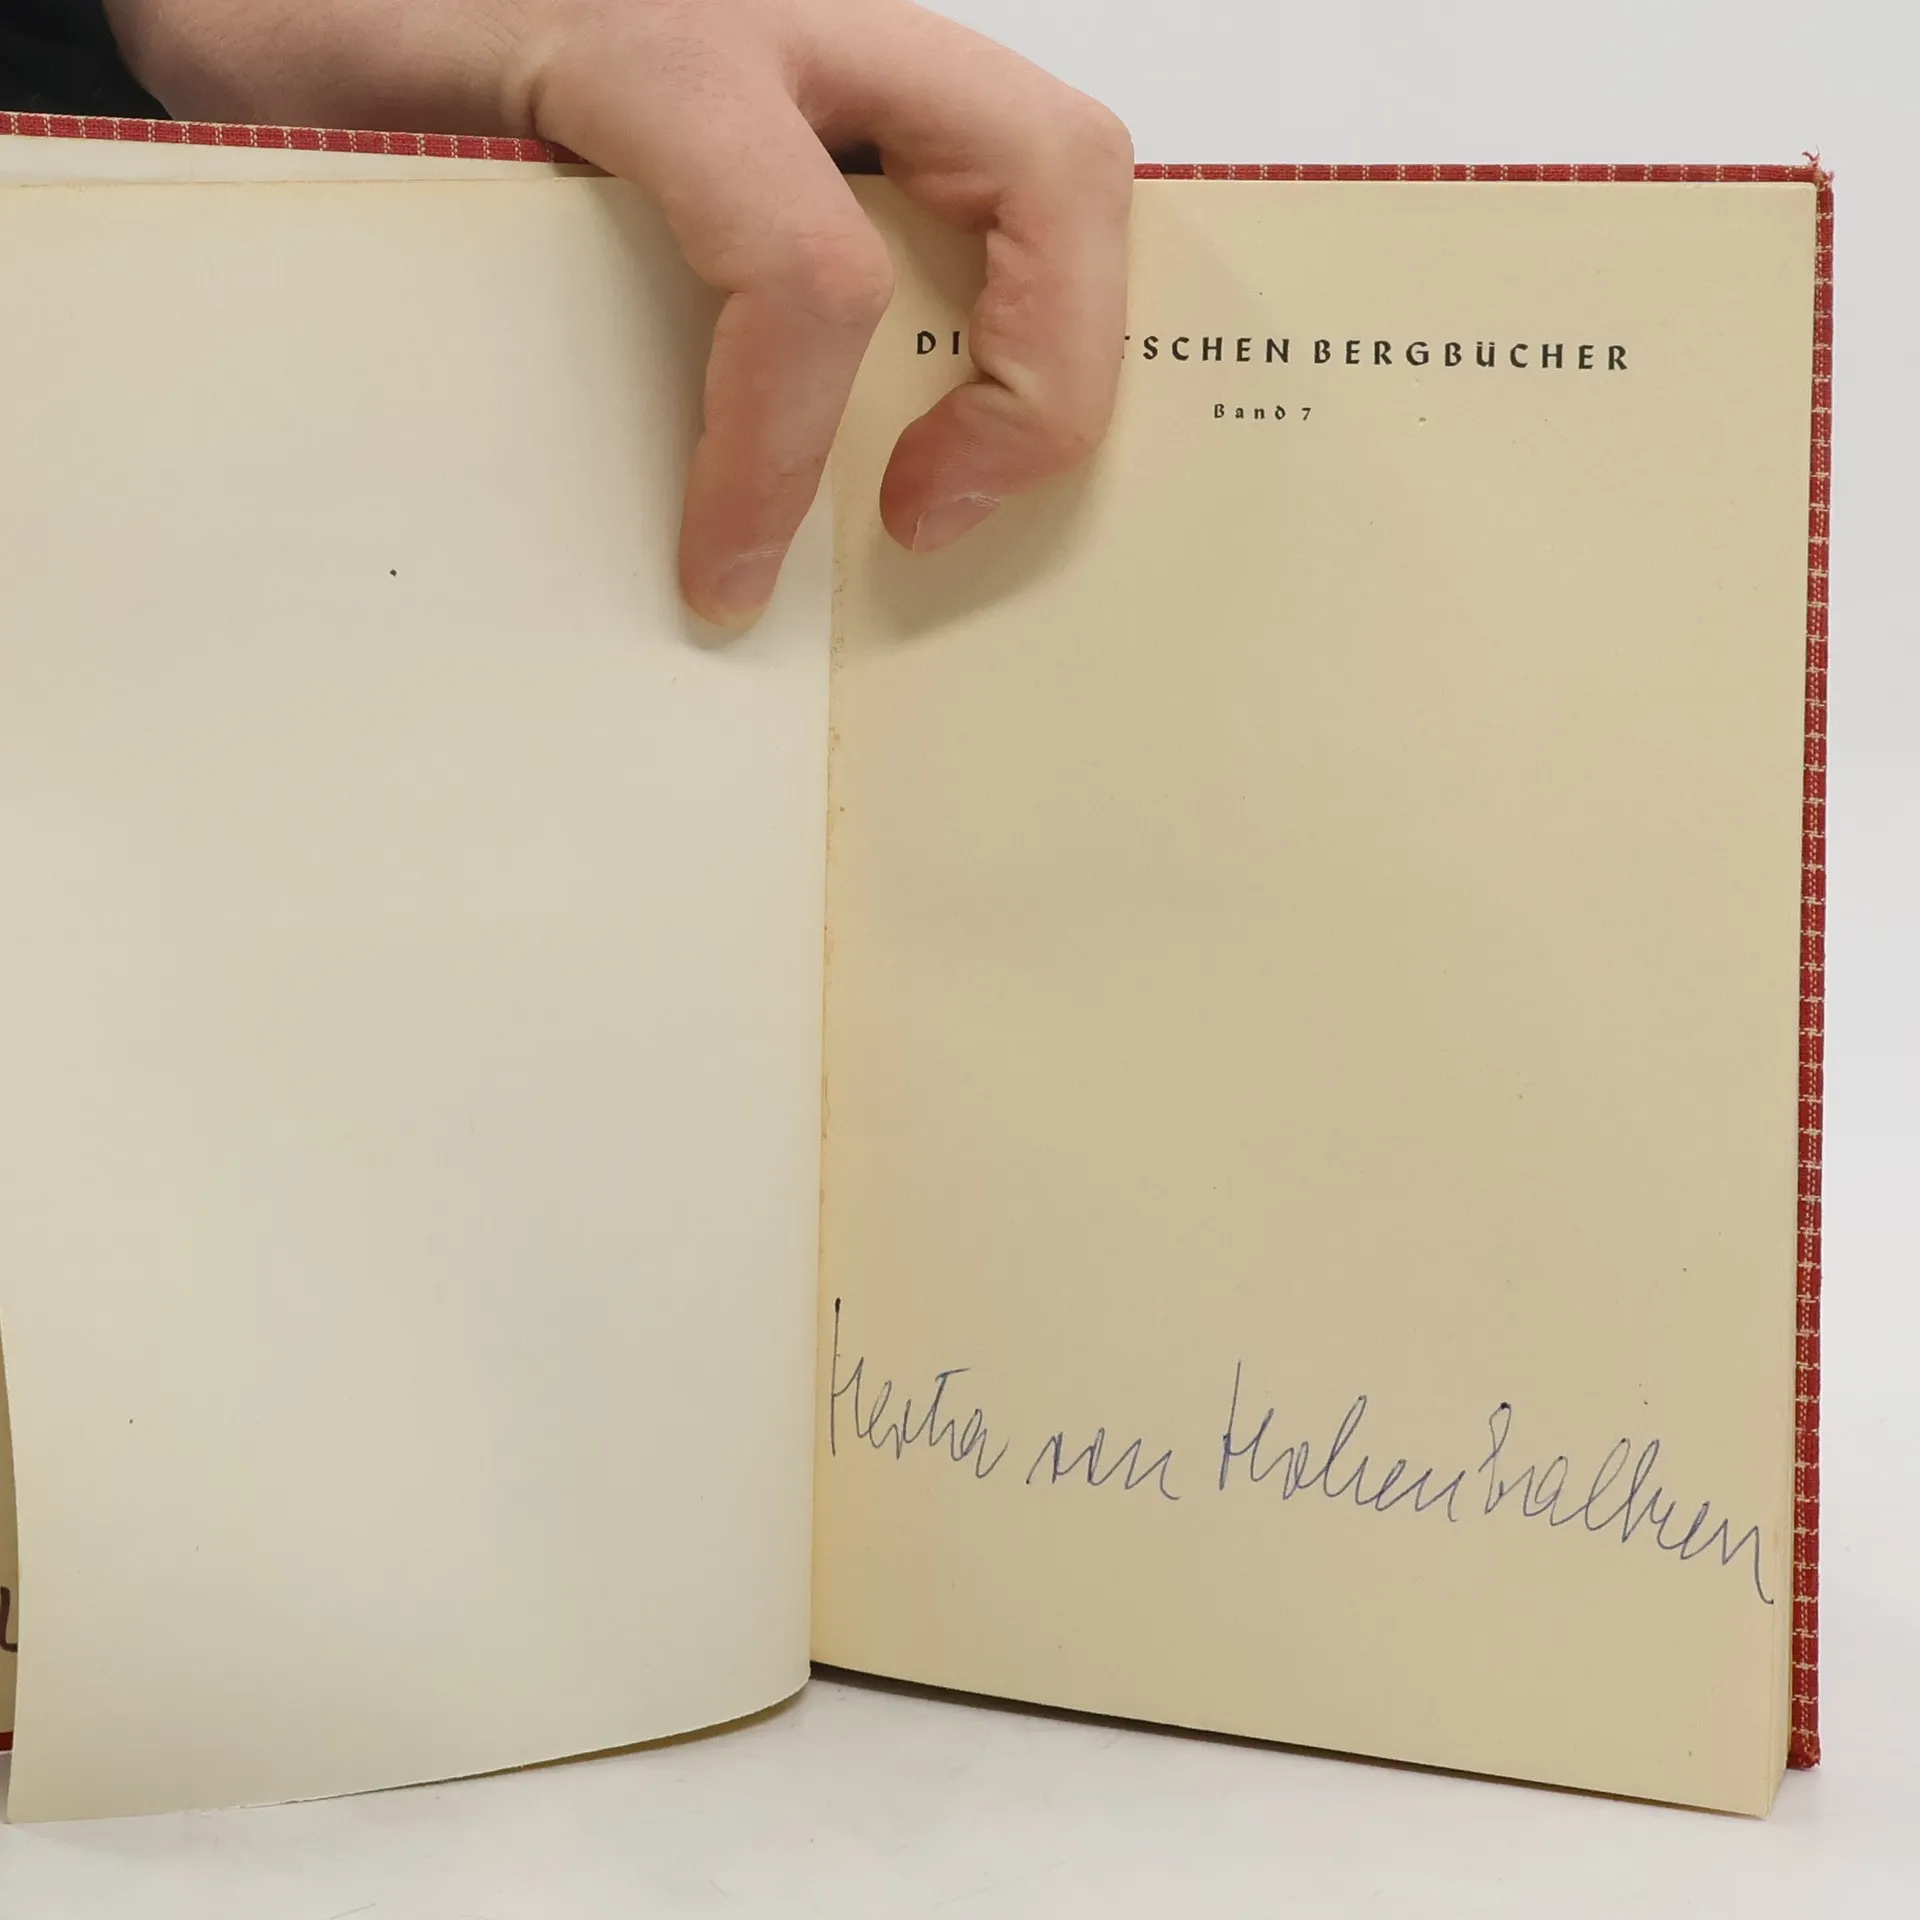 DI TSCHEN BERGBÜCHER
Band 7
Herta von Hohenbalken